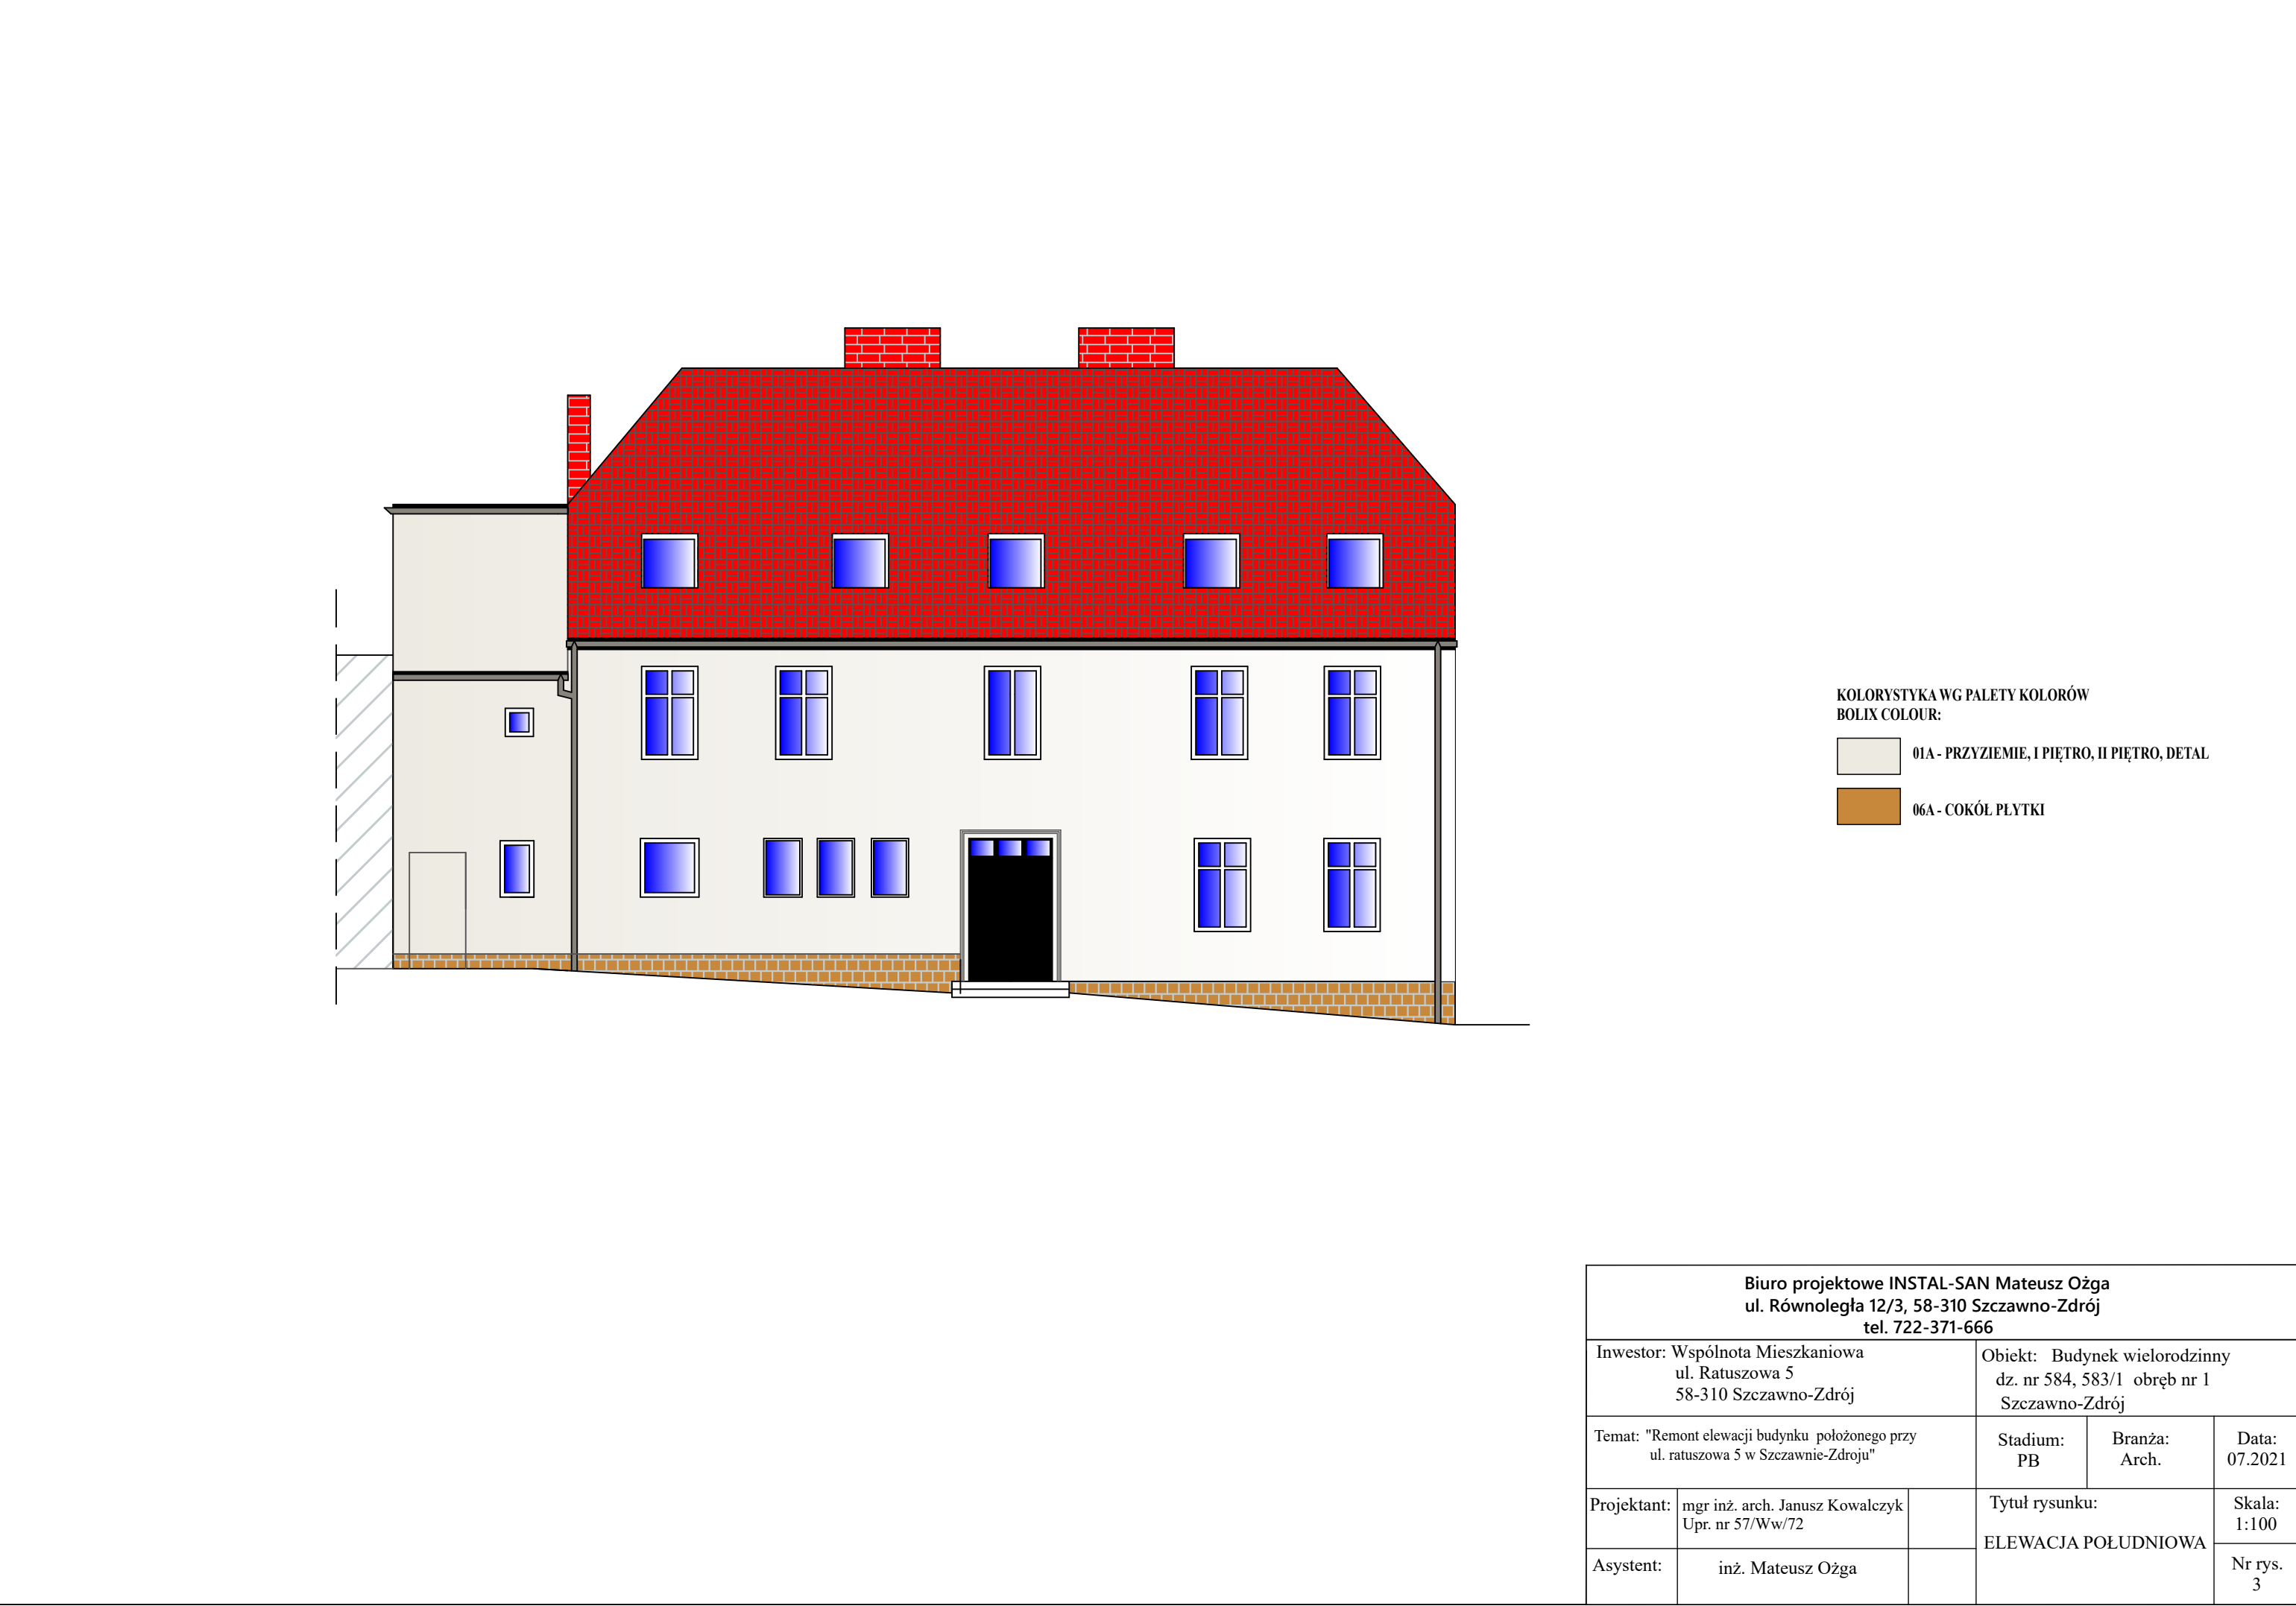 KOLORYSTYKA WG PALETY KOLORÓW
BOLIX COLOUR:
01A - PRZYZIEMIE, I PIĘTRO, II PIĘTRO, DETAL
06A - COKÓŁ PŁYTKI
Biuro projektowe INSTAL-SAN Mateusz Ożga
ul. Równoległa 12/3, 58-310 Szczawno-Zdrój
tel. 722-371-666
Inwestor: Wspólnota Mieszkaniowa
ul. Ratuszowa 5
58-310 Szczawno-Zdrój
Obiekt: Budynek wielorodzinny
dz. nr 584, 583/1 obręb nr 1
Szczawno-Zdrój
Temat: "Remont elewacji budynku położonego przy
ul. ratuszowa 5 w Szczawnie-Zdroju"
Stadium:
PB
Branża:
Arch.
Data:
07.2021
Projektant:
mgr inż. arch. Janusz Kowalczyk
Upr. nr 57/Ww/72
Tytuł rysunku:
ELEWACJA POŁUDNIOWA
Skala:
1:100
Asystent:
inż. Mateusz Ożga
Nr rys.
3